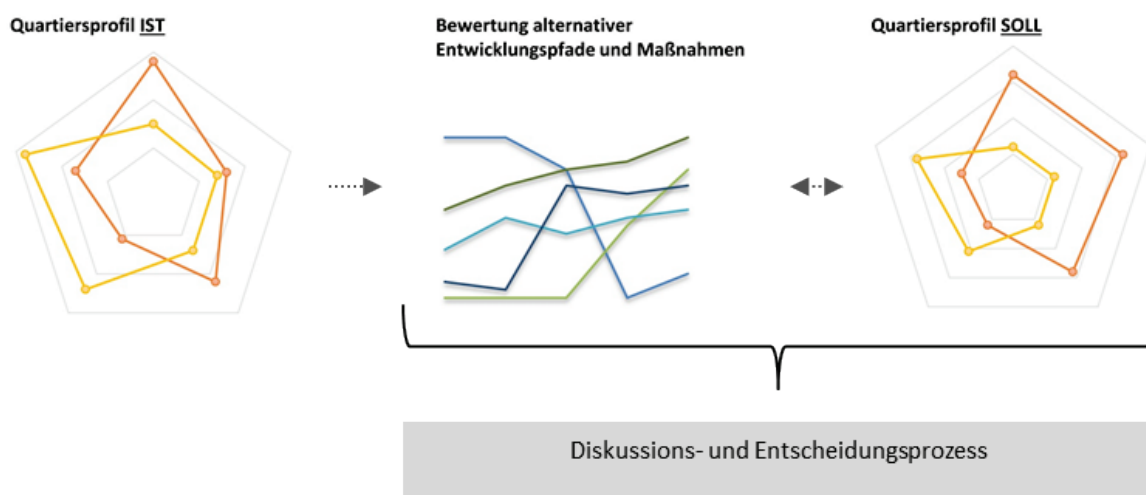 Quartiersprofil IST
Bewertung alternativer
Entwicklungspfade und Maßnahmen
Quartiersprofil SOLL
Diskussions- und Entscheidungsprozess